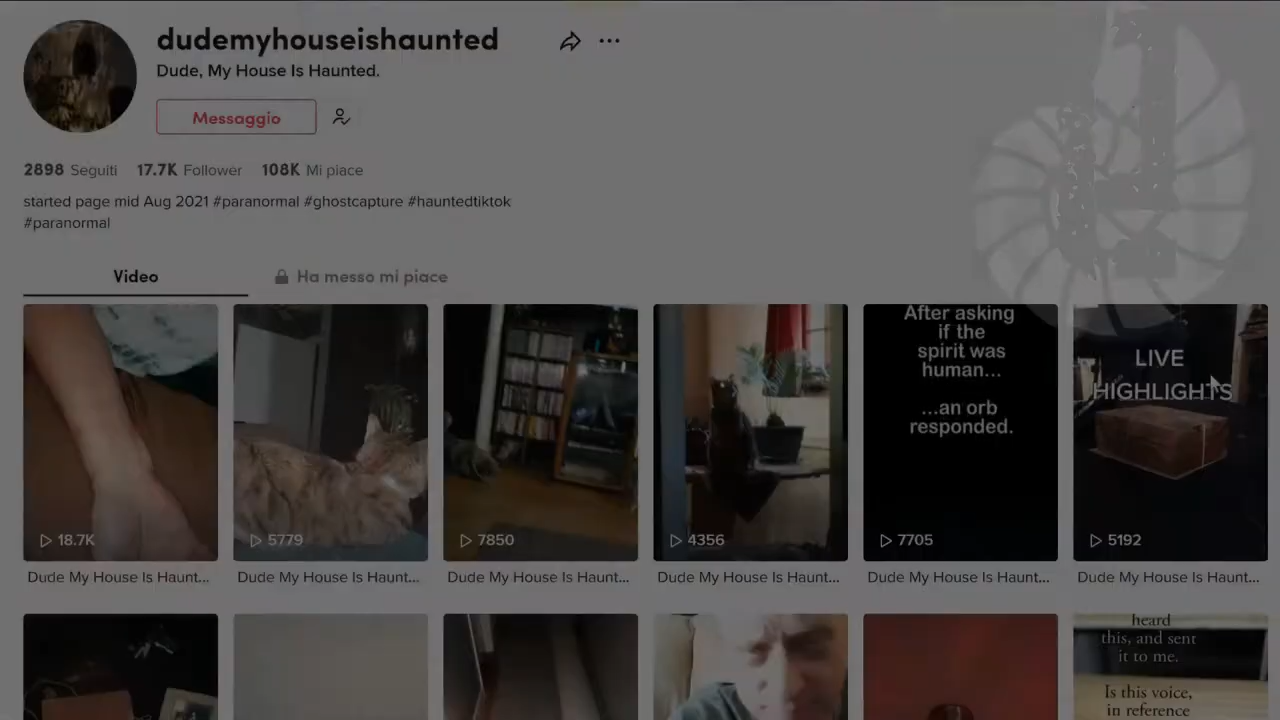 dudemyhouseishaunted
Dude, My House Is Haunted.
Messaggio
2898 Seguiti 17.7K Follower 108K Mi piace
started page mid Aug 2021 #paranormal #ghostcapture #hauntedtiktok
#paranormal
Video
Ha messo mi piace
After asking
if the
spirit was
human...
...an orb
responded.
LIVE
HIGHLIGHTS
18.7K
5779
7850
4356
7705
5192
Dude My House Is Haunt...
Dude My House Is Haunt...
Dude My House Is Haunt...
Dude My House Is Haunt...
Dude My House Is Haunt...
Dude My House Is Haunt...
heard
this, and sent
it to me.
Is this voice,
in reference